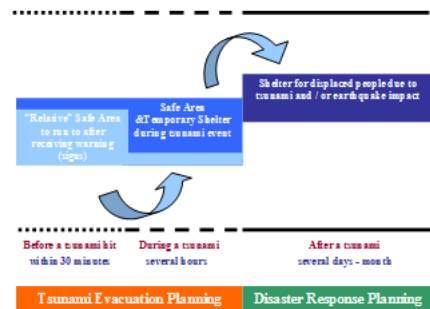 "Relative" Safe Area
to run to after
receiving warning
(signs)
Safe Area
&Temporary Shelter
during tsunami event
Shelter for displaced people due to
tsunami and / or earthquake impact
Before a tsunami hit
within 30 minutes
During a tsunami
several hours
After a tsunami
several days - month
Tsunami Evacuation Planning
Disaster Response Planning